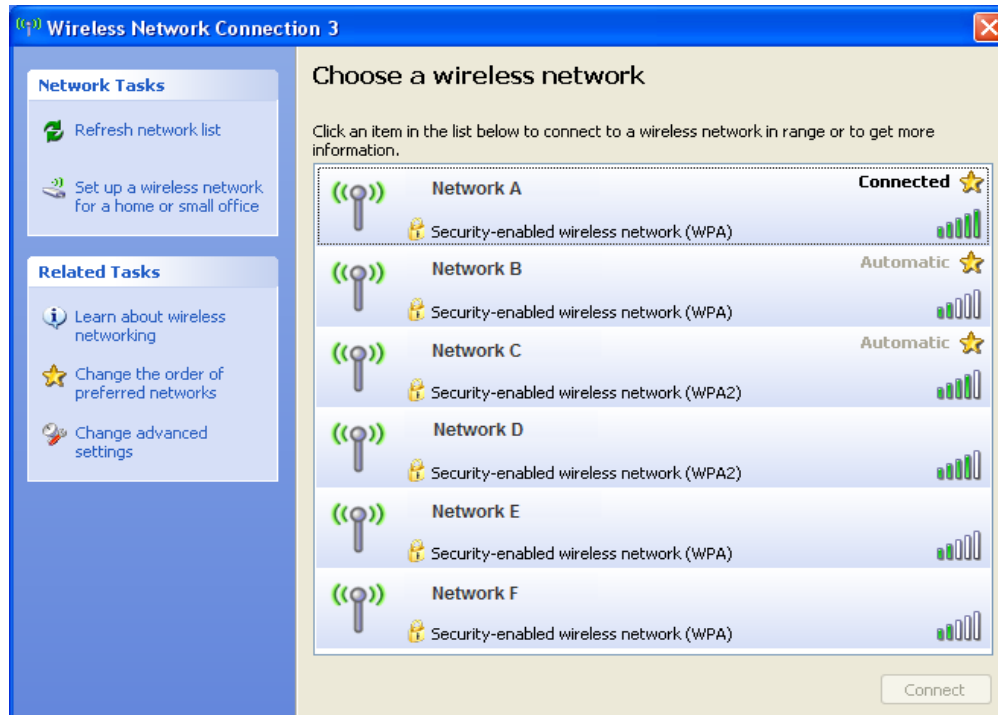 Wireless Network Connection 3
Network Tasks
Refresh network list
Set up a wireless network
for a home or small office
Related Tasks
Learn about wireless
networking
Change the order of
preferred networks
Change advanced
settings
Choose a wireless network
Click an item in the list below to connect to a wireless network in range or to get more
information.
Network A
Connected
Security-enabled wireless network (WPA)
Network B
Automatic
Security-enabled wireless network (WPA)
Network C
Automatic
Security-enabled wireless network (WPA2)
Network D
Security-enabled wireless network (WPA2)
Network E
Security-enabled wireless network (WPA)
Network F
Security-enabled wireless network (WPA)
Connect